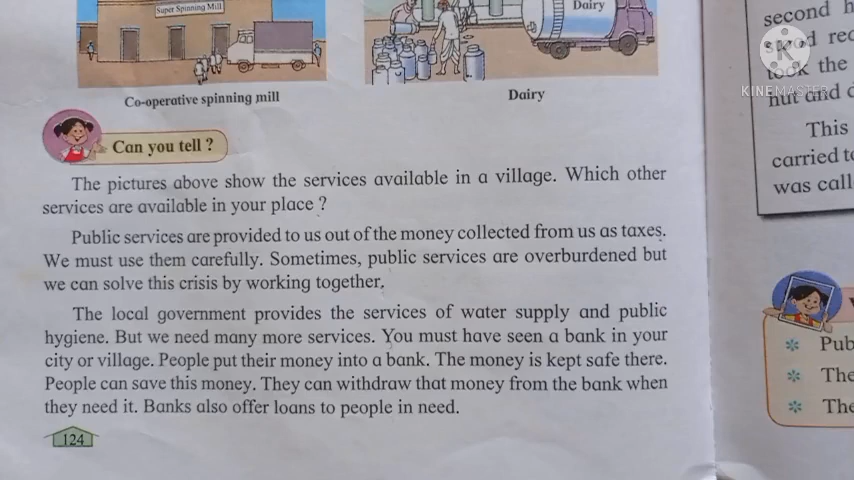 Super Spinning Mill
Dairy
Co-operative spinning mill
Dairy
Can you tell ?
The pictures above show the services available in a village. Which other
services are available in your place ?
Public services are provided to us out of the money collected from us as taxes.
We must use them carefully. Sometimes, public services are overburdened but
we can solve this crisis by working together.
The local government provides the services of water supply and public
hygiene. But we need many more services. You must have seen a bank in your
city or village. People put their money into a bank. The money is kept safe there.
People can save this money. They can withdraw that money from the bank when
they need it. Banks also offer loans to people in need.
124
second
took the
and
This
carried
was
The
The
KINEMASTER